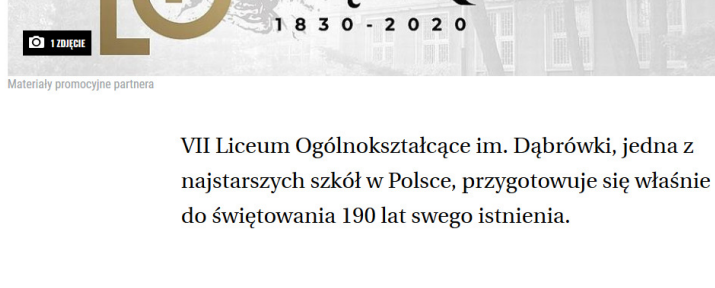 LO
1830-2020
1 ZDJĘCIE
Materiały promocyjne partnera
VII Liceum Ogólnokształcące im. Dąbrówki, jedna z
najstarszych szkół w Polsce, przygotowuje się właśnie
do świętowania 190 lat swego istnienia.